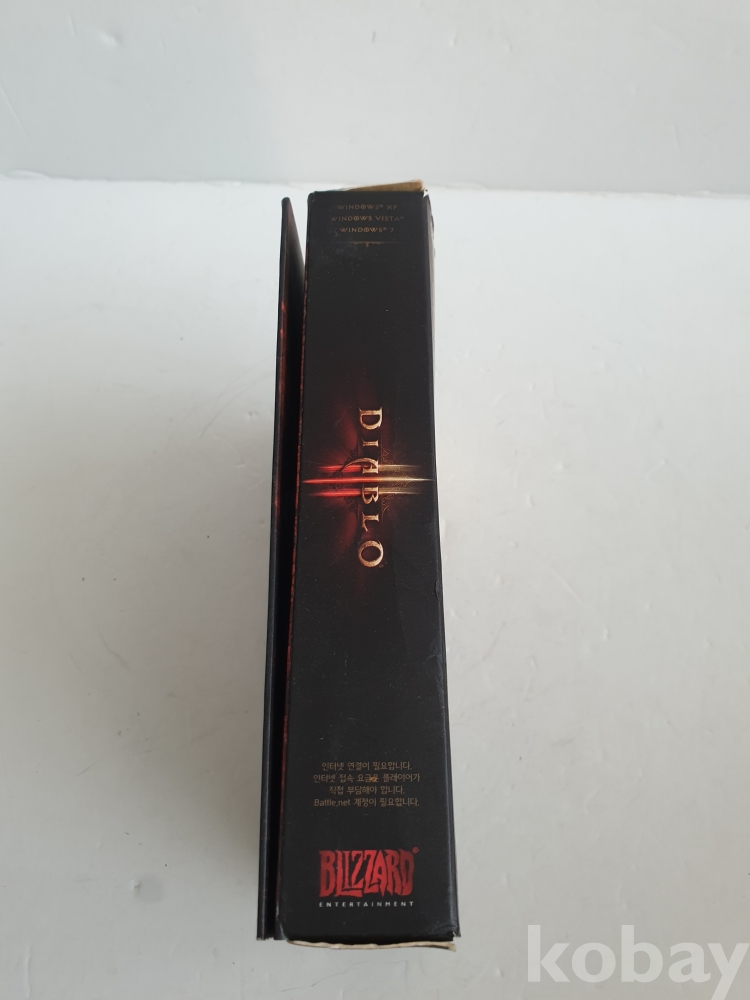 WINDOWS® XP
WINDOWS VISTA®
WINDOWS® 7
DIABLO
인터넷 연결이 필요합니다.
인터넷 접속 요금을 플레이어가
직접 부담해야 합니다.
Battle.net 계정이 필요합니다.
BLIZZARD®
ENTERTAINMENT
kobay